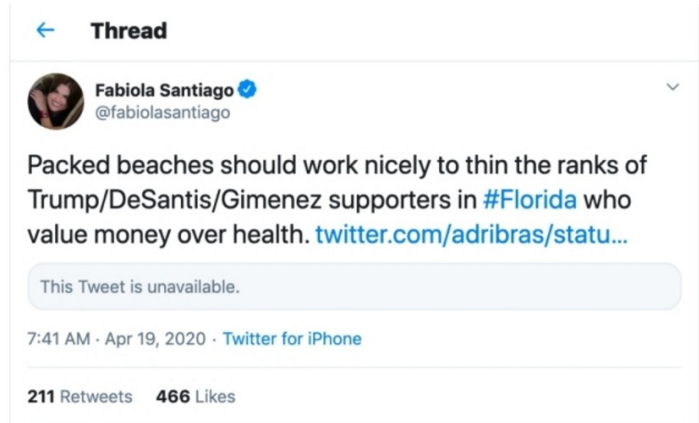 Thread
Fabiola Santiago
@fabiolasantiago
Packed beaches should work nicely to thin the ranks of
Trump/DeSantis/Gimenez supporters in #Florida who
value money over health. twitter.com/adribras/statu...
This Tweet is unavailable.
7:41 AM · Apr 19, 2020 · Twitter for iPhone
211 Retweets 466 Likes